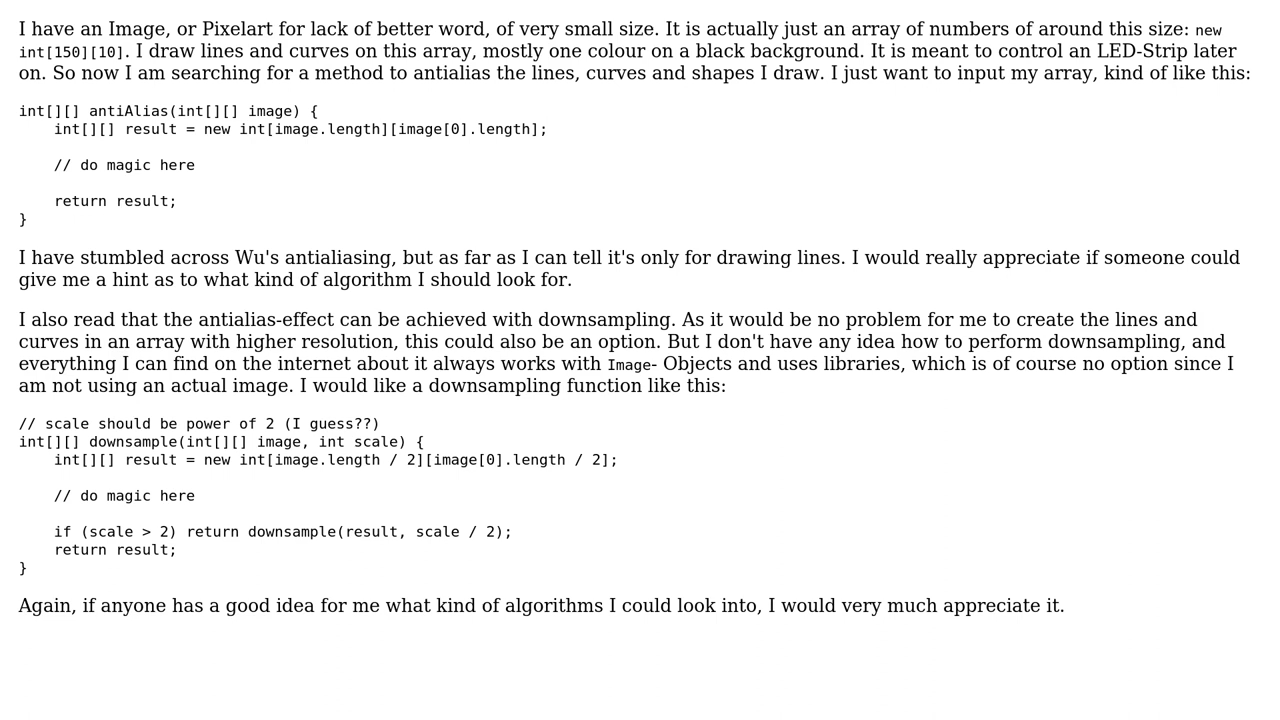 I have an Image, or Pixelart for lack of better word, of very small size. It is actually just an array of numbers of around this size: new
int[150][10]. I draw lines and curves on this array, mostly one colour on a black background. It is meant to control an LED-Strip later
on. So now I am searching for a method to antialias the lines, curves and shapes I draw. I just want to input my array, kind of like this:
int[][] antiAlias(int[][] image) {
    int[][] result = new int[image.length][image[0].length];
    // do magic here
    return result;
}
I have stumbled across Wu's antialiasing, but as far as I can tell it's only for drawing lines. I would really appreciate if someone could
give me a hint as to what kind of algorithm I should look for.
I also read that the antialias-effect can be achieved with downsampling. As it would be no problem for me to create the lines and
curves in an array with higher resolution, this could also be an option. But I don't have any idea how to perform downsampling, and
everything I can find on the internet about it always works with Image- Objects and uses libraries, which is of course no option since I
am not using an actual image. I would like a downsampling function like this:
// scale should be power of 2 (I guess??)
int[][] downsample(int[][] image, int scale) {
    int[][] result = new int[image.length / 2][image[0].length / 2];
    // do magic here
    if (scale > 2) return downsample(result, scale / 2);
    return result;
}
Again, if anyone has a good idea for me what kind of algorithms I could look into, I would very much appreciate it.